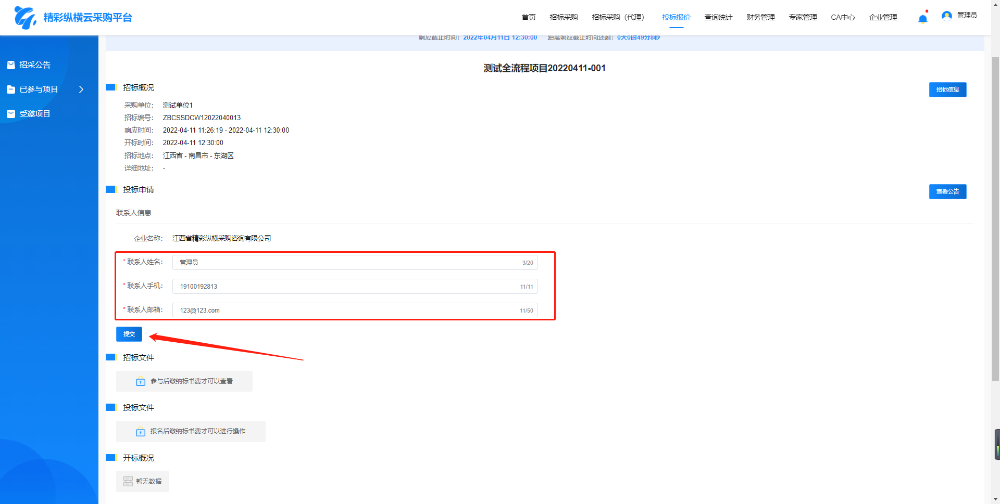 精彩纵横云采购平台
首页 招标采购 招标采购（代理） 投标报价 查询统计 财务管理 专家管理 CA中心 企业管理 管理员
响应截止时间：2022年04月11日 12:30:00 距离响应截止时间还剩：0天0时49分8秒
招采公告
已参与项目
受邀项目
测试全流程项目20220411-001
招标概况
招标信息
采购单位： 测试单位1
招标编号： ZBCSSDCW12022040013
响应时间： 2022-04-11 11:26:19 - 2022-04-11 12:30:00
开标时间： 2022-04-11 12:30:00
招标地点： 江西省 - 南昌市 - 东湖区
详细地址： -
投标申请
查看公告
联系人信息
企业名称： 江西省精彩纵横采购咨询有限公司
* 联系人姓名： 管理员 3/20
* 联系人手机： 19100192813 11/11
* 联系人邮箱： 123@123.com 11/50
提交
招标文件
参与后缴纳标书费才可以查看
投标文件
报名后缴纳标书费才可以进行操作
开标概况
暂无数据